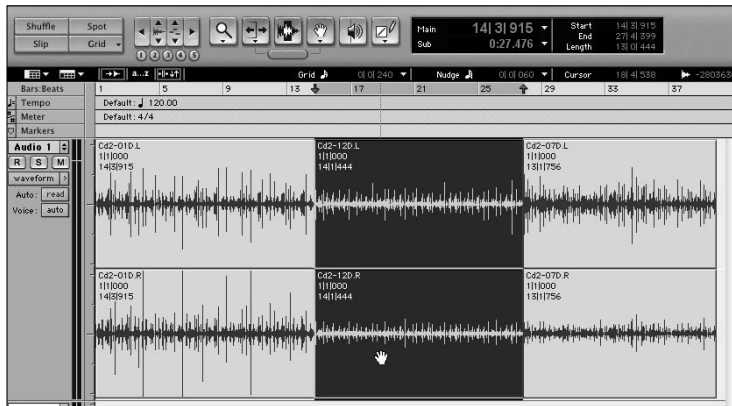 Shuffle Spot
Slip Grid
1 2 3 4 5
Main 14| 3| 915
Sub 0:27.476
Start 14| 3| 915
End 27| 4| 399
Length 13| 0| 444
a...z
Grid 0| 0| 240
Nudge 0| 0| 060
Cursor 18| 4| 538
-280363
Bars:Beats 1 5 9 13 17 21 25 29 33 37
Tempo Default: 120.00
Meter Default: 4/4
Markers
Audio 1
R S M
waveform
Auto: read
Voice: auto
Cd2-01D.L
1|1|000
14|3|915
Cd2-12D.L
1|1|000
14|1|444
Cd2-07D.L
1|1|000
13|1|756
Cd2-01D.R
1|1|000
14|3|915
Cd2-12D.R
1|1|000
14|1|444
Cd2-07D.R
1|1|000
13|1|756